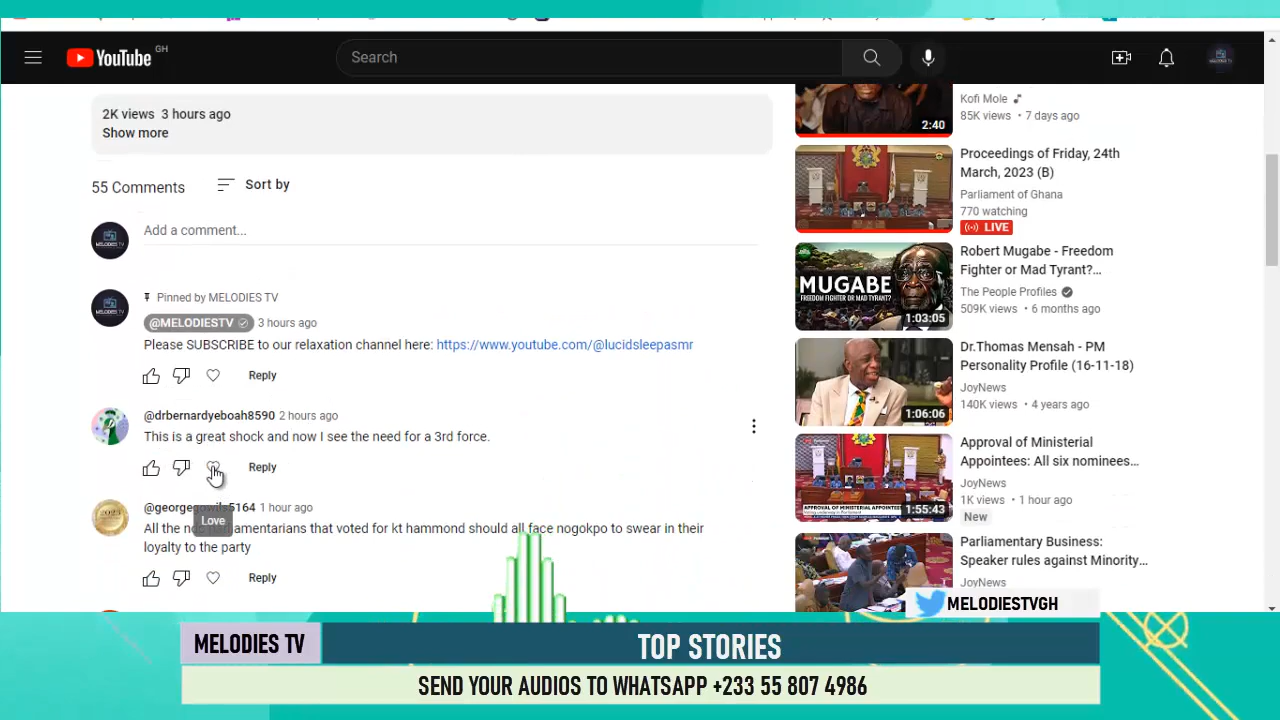 YouTube GH
Search
2K views 3 hours ago
Show more
55 Comments
Sort by
Add a comment...
Pinned by MELODIES TV
@MELODIESTV 3 hours ago
Please SUBSCRIBE to our relaxation channel here: https://www.youtube.com/@lucidsleepasmr
Reply
@drbernardyeboah8590 2 hours ago
This is a great shock and now I see the need for a 3rd force.
Reply
Love
1 hour ago
All the lamentarians that voted for kt hammond should all face nogokpo to swear in their
loyalty to the party
Reply
2:40
Kofi Mole
85K views • 7 days ago
Proceedings of Friday, 24th
March, 2023 (B)
Parliament of Ghana
770 watching
LIVE
MUGABE
FREEDOM FIGHTER OR MAD TYRANT?
1:03:05
Robert Mugabe - Freedom
Fighter or Mad Tyrant?...
The People Profiles
509K views • 6 months ago
1:06:06
Dr.Thomas Mensah - PM
Personality Profile (16-11-18)
JoyNews
140K views • 4 years ago
APPROVAL OF MINISTERIAL APPOINTEES
1:55:43
Approval of Ministerial
Appointees: All six nominees...
JoyNews
1K views • 1 hour ago
New
Parliamentary Business:
Speaker rules against Minority...
JoyNews
MELODIESTVGH
MELODIES TV
TOP STORIES
SEND YOUR AUDIOS TO WHATSAPP +233 55 807 4986